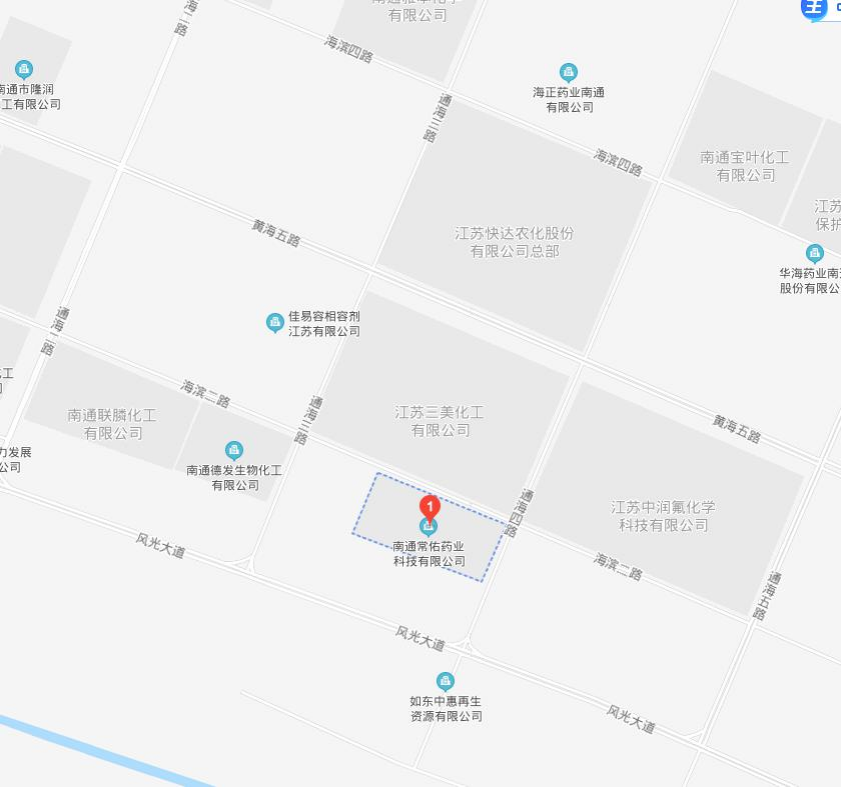 有限公司
海滨四路
通海三路
南通市隆润
工有限公司
海正药业南通
有限公司
海滨四路
南通宝叶化工
有限公司
江苏
保护
黄海五路
江苏快达农化股份
有限公司总部
华海药业南通
股份有限公
通海二路
佳易容相容剂
江苏有限公司
海滨二路
通海三路
南通联膦化工
有限公司
江苏三美化工
有限公司
黄海五路
力发展
公司
南通德发生物化工
有限公司
1
南通常佑药业
科技有限公司
通海四路
江苏中润氟化学
科技有限公司
风光大道
海滨二路
通海五路
风光大道
如东中惠再生
资源有限公司
风光大道